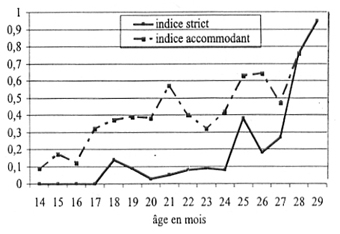 1
0,9
0,8
0,7
0,6
0,5
0,4
0,3
0,2
0,1
0
indice strict
indice accommodant
14 15 16 17 18 19 20 21 22 23 24 25 26 27 28 29
âge en mois